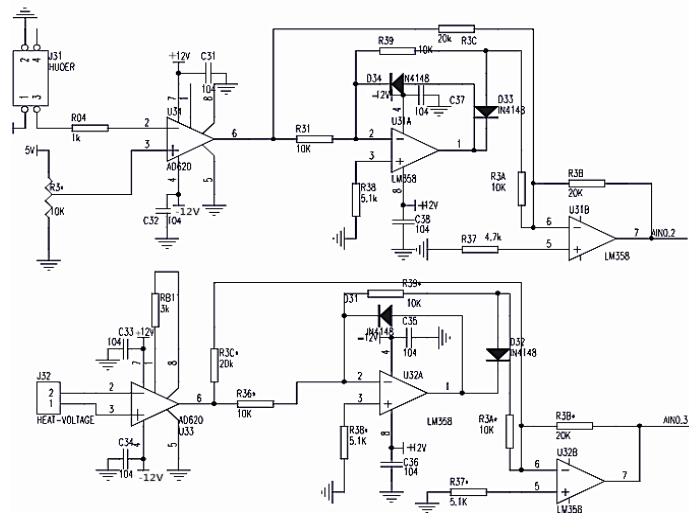 J31
HUOER
2
4
1
3
+12V
C31
104
7
1
8
U31
R04
1k
2
3
6
AD620
4
5
5V
R3*
10K
C32
104
-12V
R31
10K
R39
10K
20k
R3C
D34
IN4148
-12V
104
C37
4
U31A
2
3
1
LM358
8
D33
IN4148
R38
5.1k
+12V
C38
104
R3A
10K
R3B
20K
U31B
6
5
7
LM358
AIN0.2
R37
4.7k
RB1
3k
C33
104
+12V
7
1
8
J32
2
1
HEAT-VOLTAGE
2
3
6
AD620
U33
4
5
C34
104
-12V
R3C*
20k
R36*
10K
D31
IN4148
R39*
10K
-12V
C35
104
4
U32A
2
3
1
LM358
8
D32
IN4148
R38*
5.1K
+12V
C36
104
R3A*
10K
R3B*
20K
U32B
6
5
7
LM358
AIN0.3
R37*
5.1K